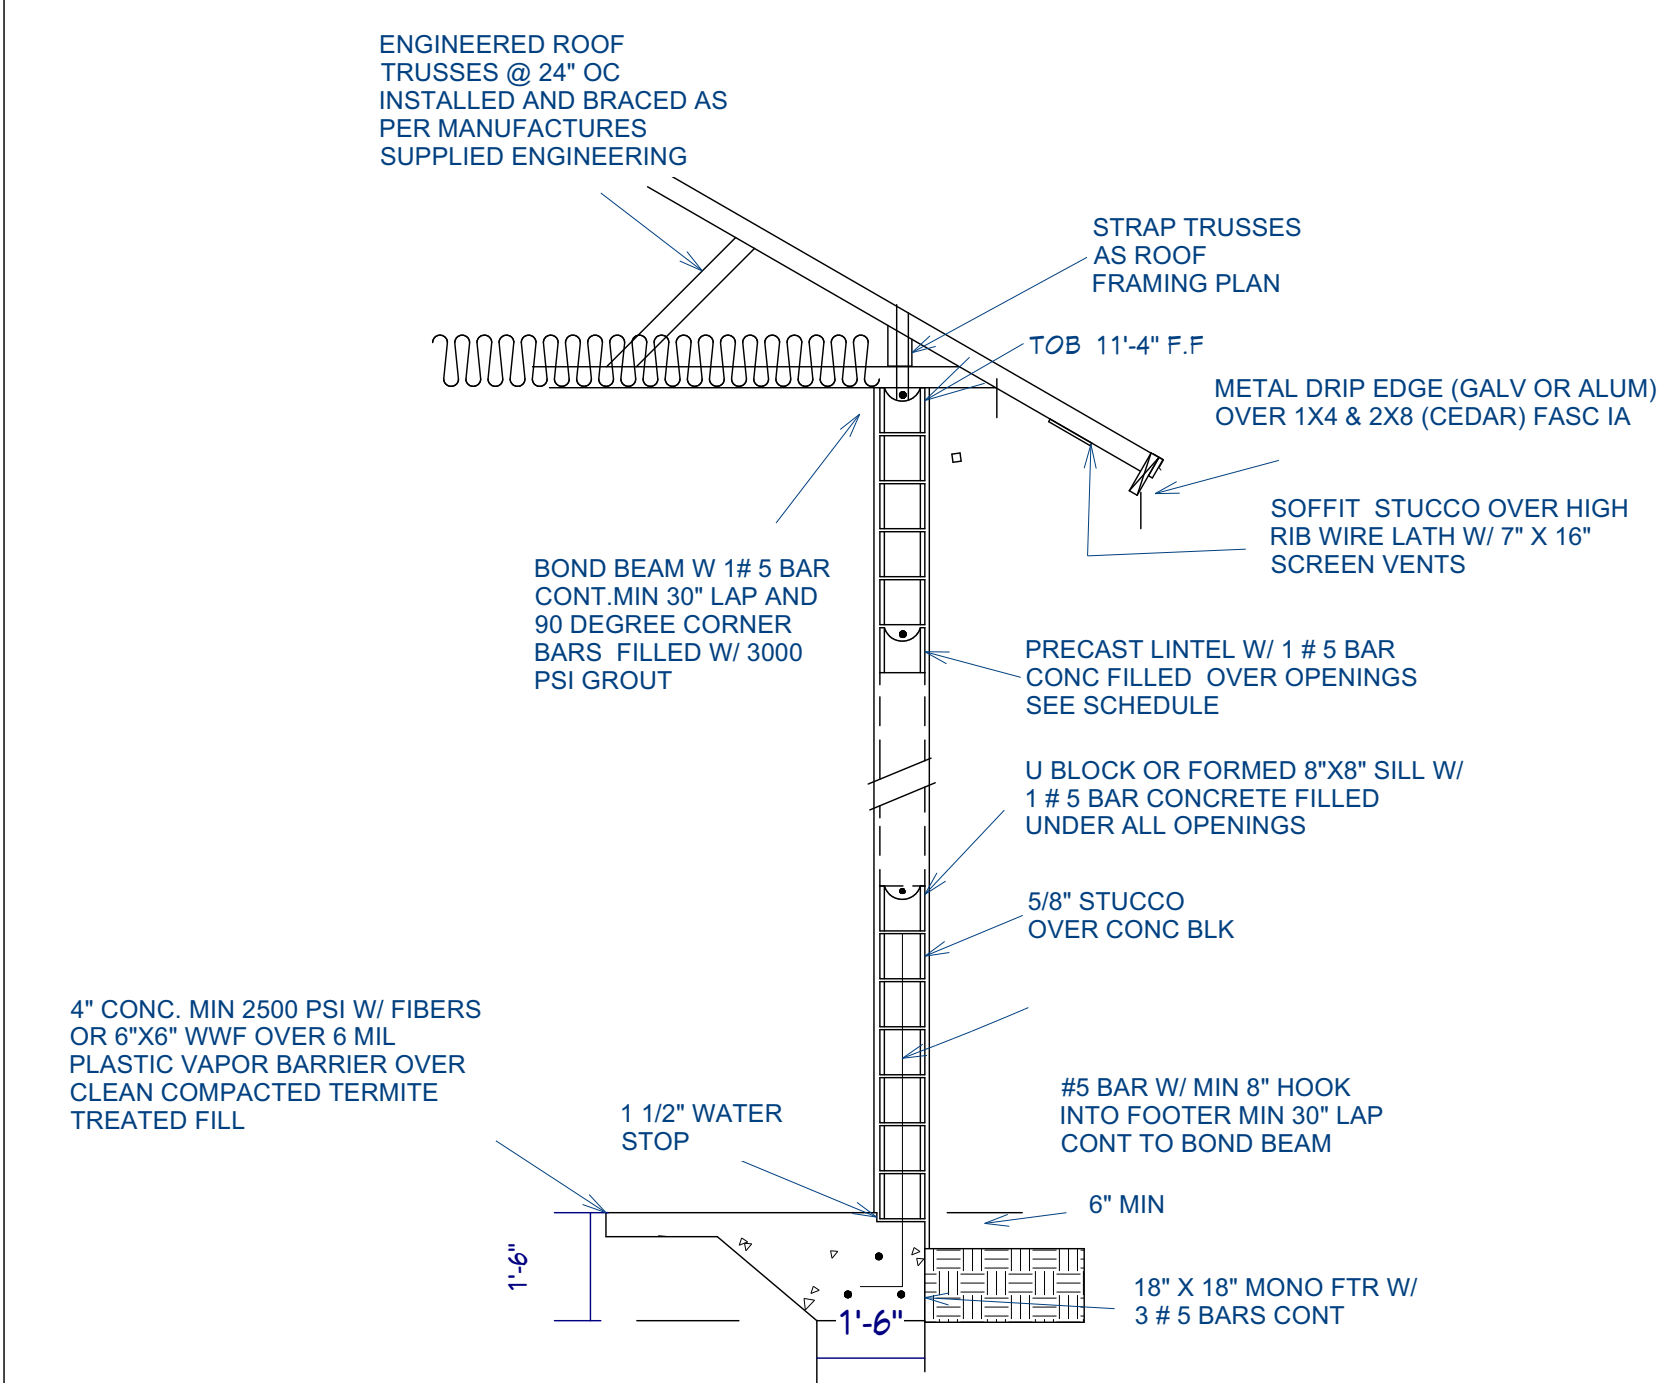 ENGINEERED ROOF
TRUSSES @ 24" OC
INSTALLED AND BRACED AS
PER MANUFACTURES
SUPPLIED ENGINEERING
STRAP TRUSSES
AS ROOF
FRAMING PLAN
TOB 11'-4" F.F
METAL DRIP EDGE (GALV OR ALUM)
OVER 1X4 & 2X8 (CEDAR) FASC IA
SOFFIT STUCCO OVER HIGH
RIB WIRE LATH W/ 7" X 16"
SCREEN VENTS
BOND BEAM W 1# 5 BAR
CONT.MIN 30" LAP AND
90 DEGREE CORNER
BARS FILLED W/ 3000
PSI GROUT
PRECAST LINTEL W/ 1 # 5 BAR
CONC FILLED OVER OPENINGS
SEE SCHEDULE
U BLOCK OR FORMED 8"X8" SILL W/
1 # 5 BAR CONCRETE FILLED
UNDER ALL OPENINGS
5/8" STUCCO
OVER CONC BLK
4" CONC. MIN 2500 PSI W/ FIBERS
OR 6"X6" WWF OVER 6 MIL
PLASTIC VAPOR BARRIER OVER
CLEAN COMPACTED TERMITE
TREATED FILL
1 1/2" WATER
STOP
#5 BAR W/ MIN 8" HOOK
INTO FOOTER MIN 30" LAP
CONT TO BOND BEAM
6" MIN
1'-6"
18" X 18" MONO FTR W/
3 # 5 BARS CONT
1'-6"